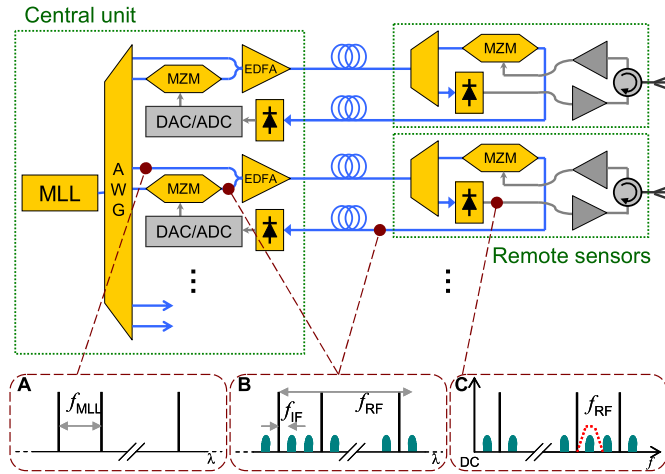 Central unit
MZM
EDFA
DAC/ADC
MZM
A
W
G
MLL
MZM
EDFA
DAC/ADC
MZM
Remote sensors
A
fMLL
λ
B
fIF
fRF
λ
C
fRF
DC
f